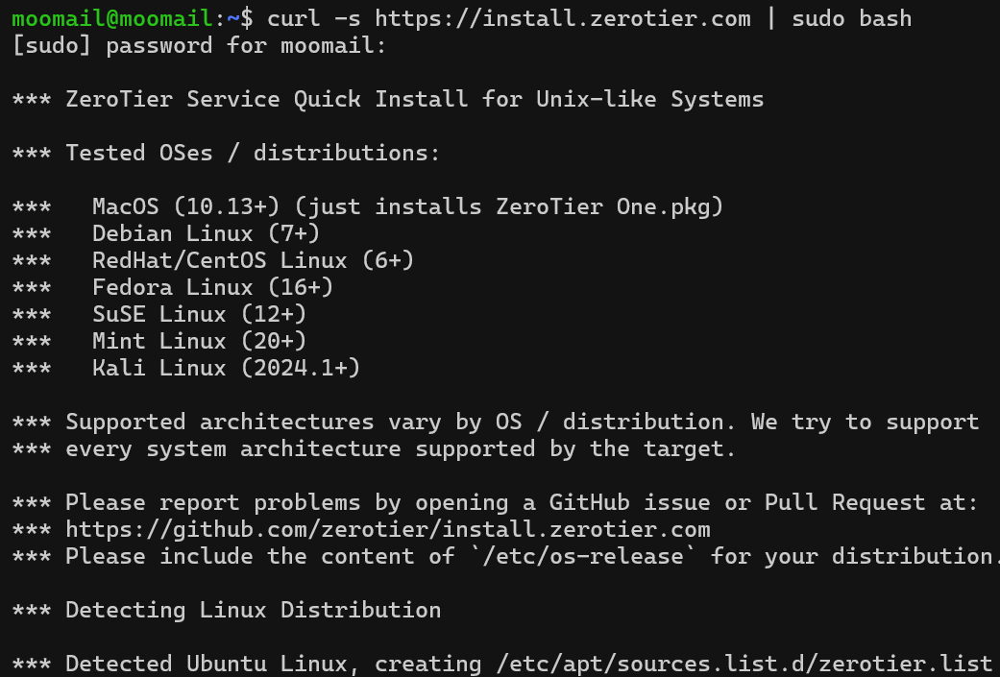 moomail@moomail:~$ curl -s https://install.zerotier.com | sudo bash
[sudo] password for moomail:
*** ZeroTier Service Quick Install for Unix-like Systems
*** Tested OSes / distributions:
***   MacOS (10.13+) (just installs ZeroTier One.pkg)
***   Debian Linux (7+)
***   RedHat/CentOS Linux (6+)
***   Fedora Linux (16+)
***   SuSE Linux (12+)
***   Mint Linux (20+)
***   Kali Linux (2024.1+)
*** Supported architectures vary by OS / distribution. We try to support
*** every system architecture supported by the target.
*** Please report problems by opening a GitHub issue or Pull Request at:
*** https://github.com/zerotier/install.zerotier.com
*** Please include the content of `/etc/os-release` for your distribution.
*** Detecting Linux Distribution
*** Detected Ubuntu Linux, creating /etc/apt/sources.list.d/zerotier.list